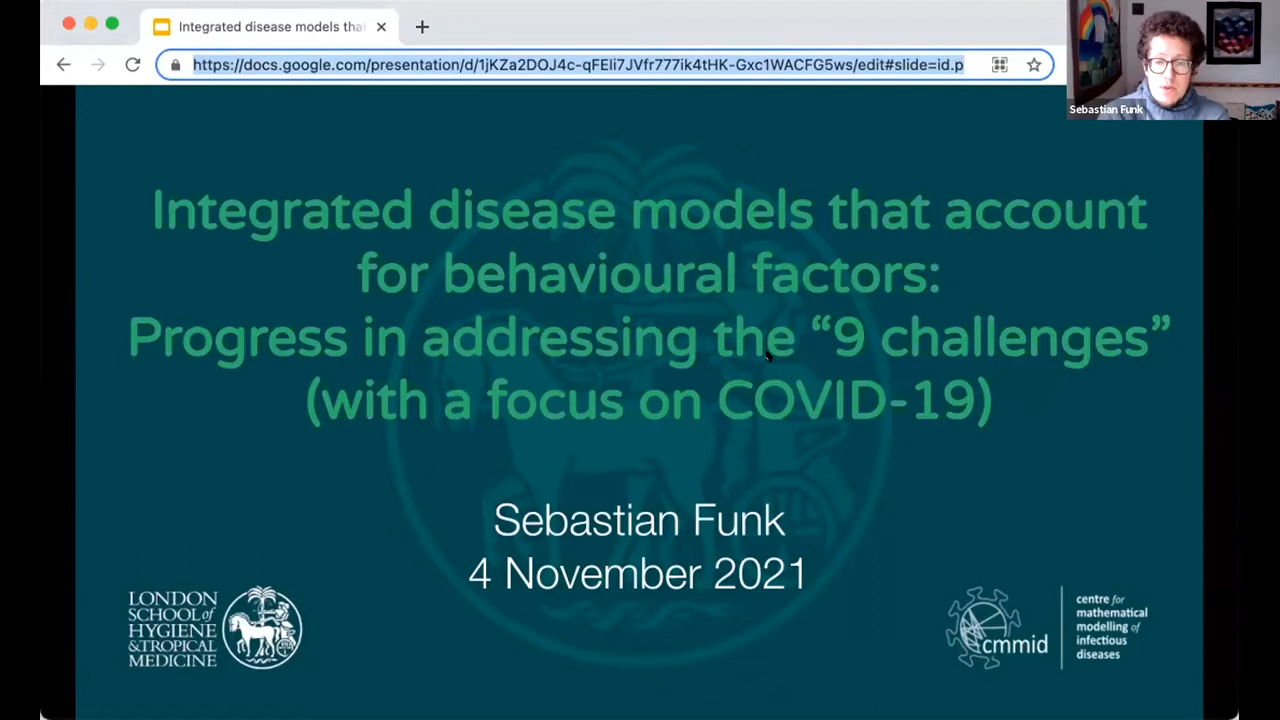 Integrated disease models that
https://docs.google.com/presentation/d/1jKZa2DOJ4c-qFEli7JVfr777ik4tHK-Gxc1WACFG5ws/edit#slide=id.p
Sebastian Funk
Integrated disease models that account
for behavioural factors:
Progress in addressing the “9 challenges”
(with a focus on COVID-19)
Sebastian Funk
4 November 2021
LONDON
SCHOOL of
HYGIENE
& TROPICAL
MEDICINE
cmmid
centre for
mathematical
modelling of
infectious
diseases